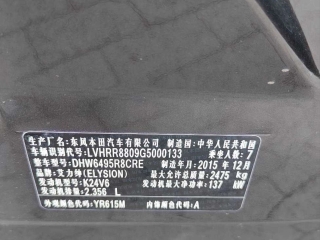 生产厂名：东风本田汽车有限公司 制造国：中华人民共和国
车辆识别代号：LVHRR8809G5000133 乘坐人数：7
整车型号：DHW6495R8CRE 制造年月：2015 年 12 月
品牌：艾力绅(ELYSION) 最大允许总质量：2475 kg
发动机型号：K24V6 发动机最大净功率：137 kW
发动机排量：2.356 L
外观颜色代码：YR615M 内饰颜色代码：A